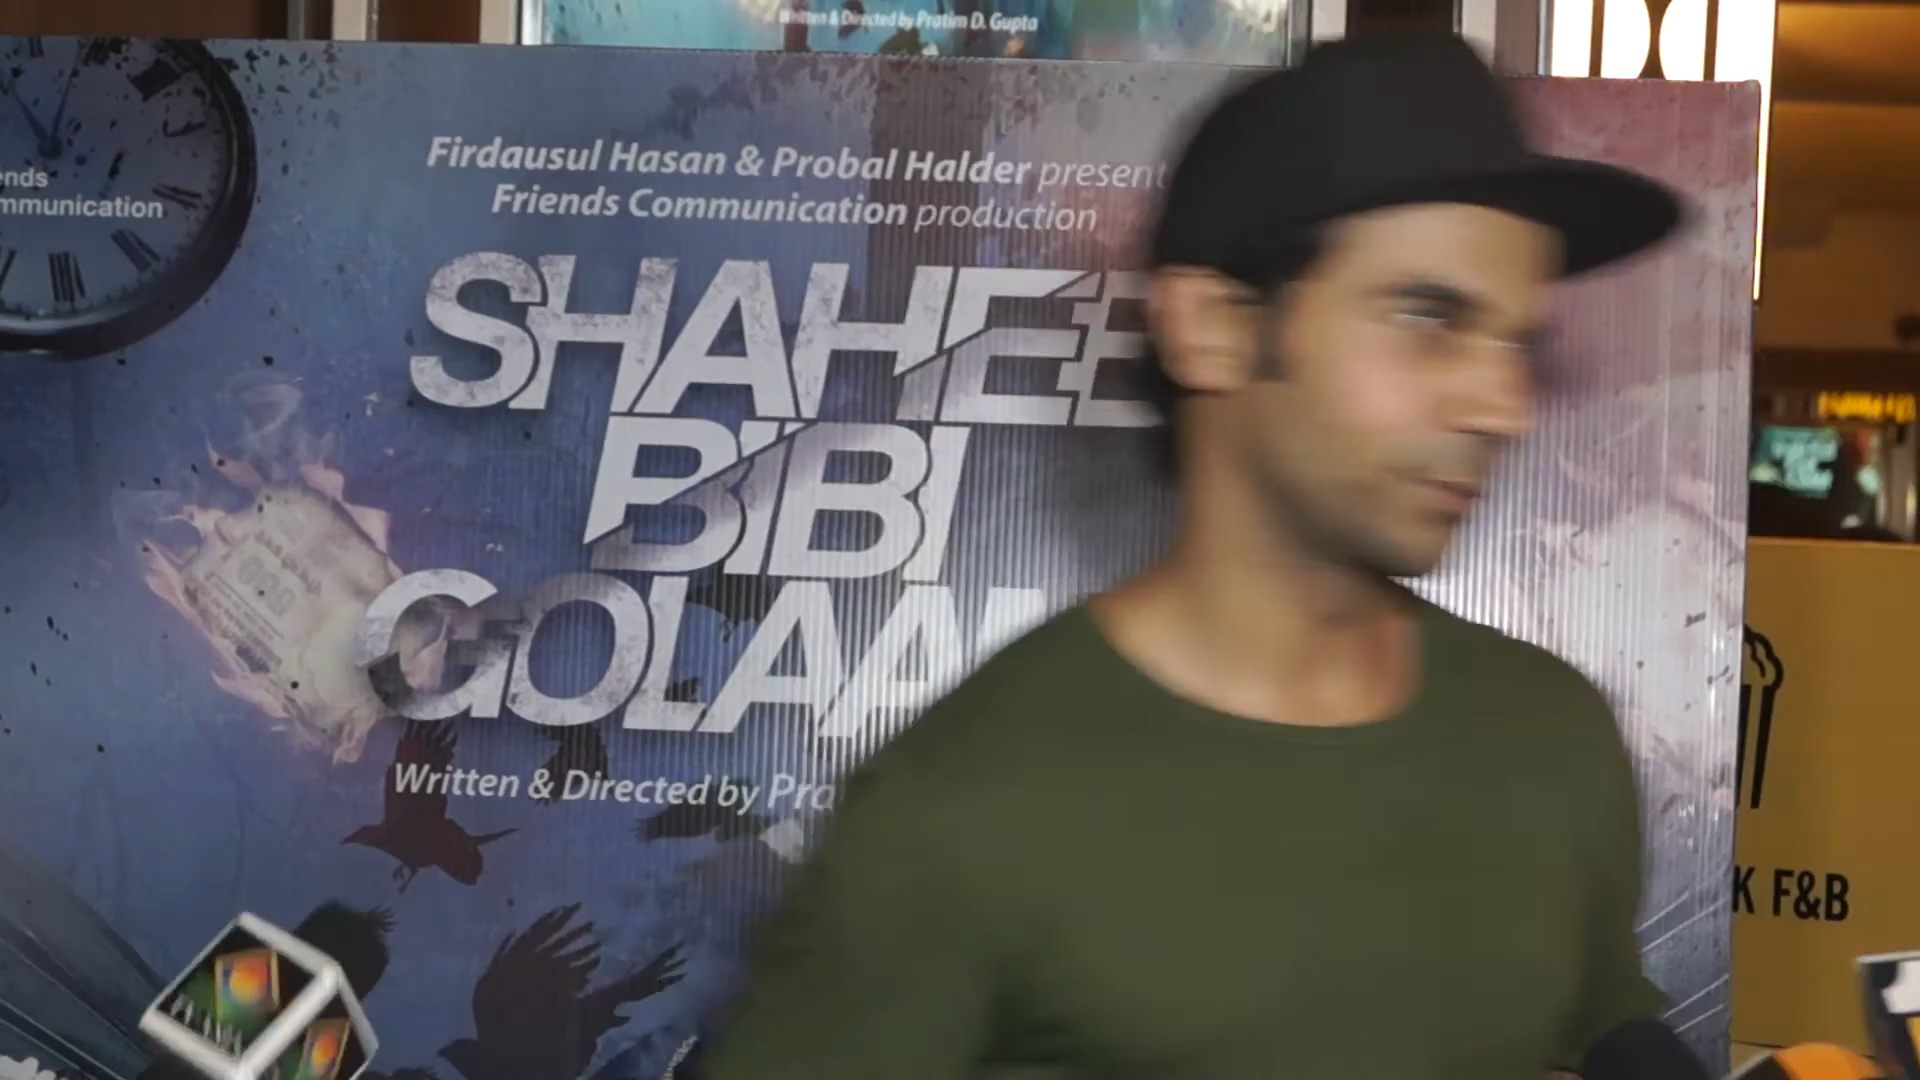 Written & Directed by Pratim D. Gupta
Firdausul Hasan & Probal Halder present
Friends Communication production
ends
mmunication
SHAHEB
BIBI
GOLAA
Written & Directed by Pra
K F&B